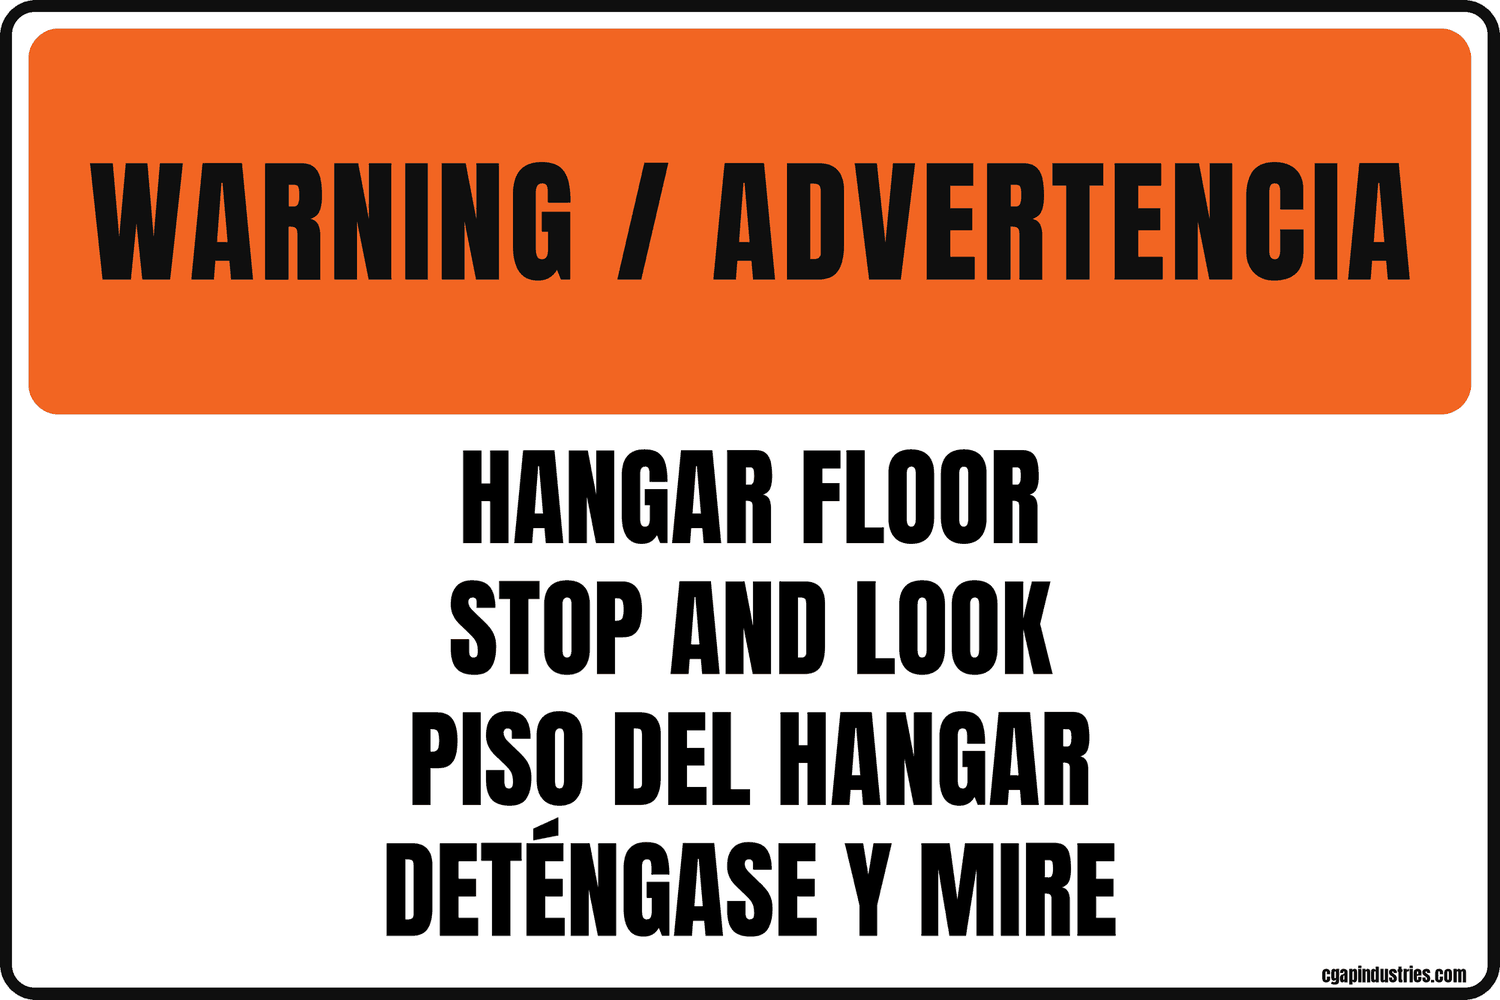 WARNING / ADVERTENCIA
HANGAR FLOOR
STOP AND LOOK
PISO DEL HANGAR
DETÉNGASE Y MIRE
cgapindustries.com